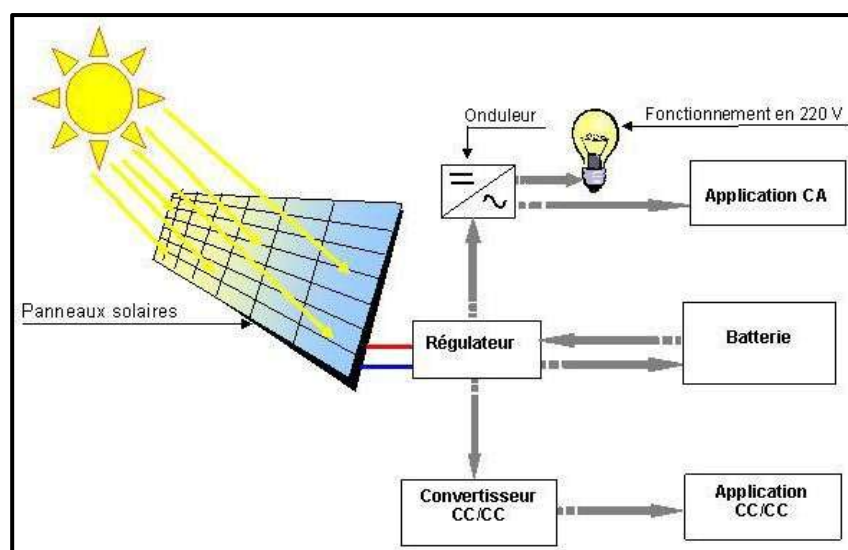 Onduleur
Fonctionnement en 220 V
Application CA
Panneaux solaires
Régulateur
Batterie
Convertisseur
CC/CC
Application
CC/CC